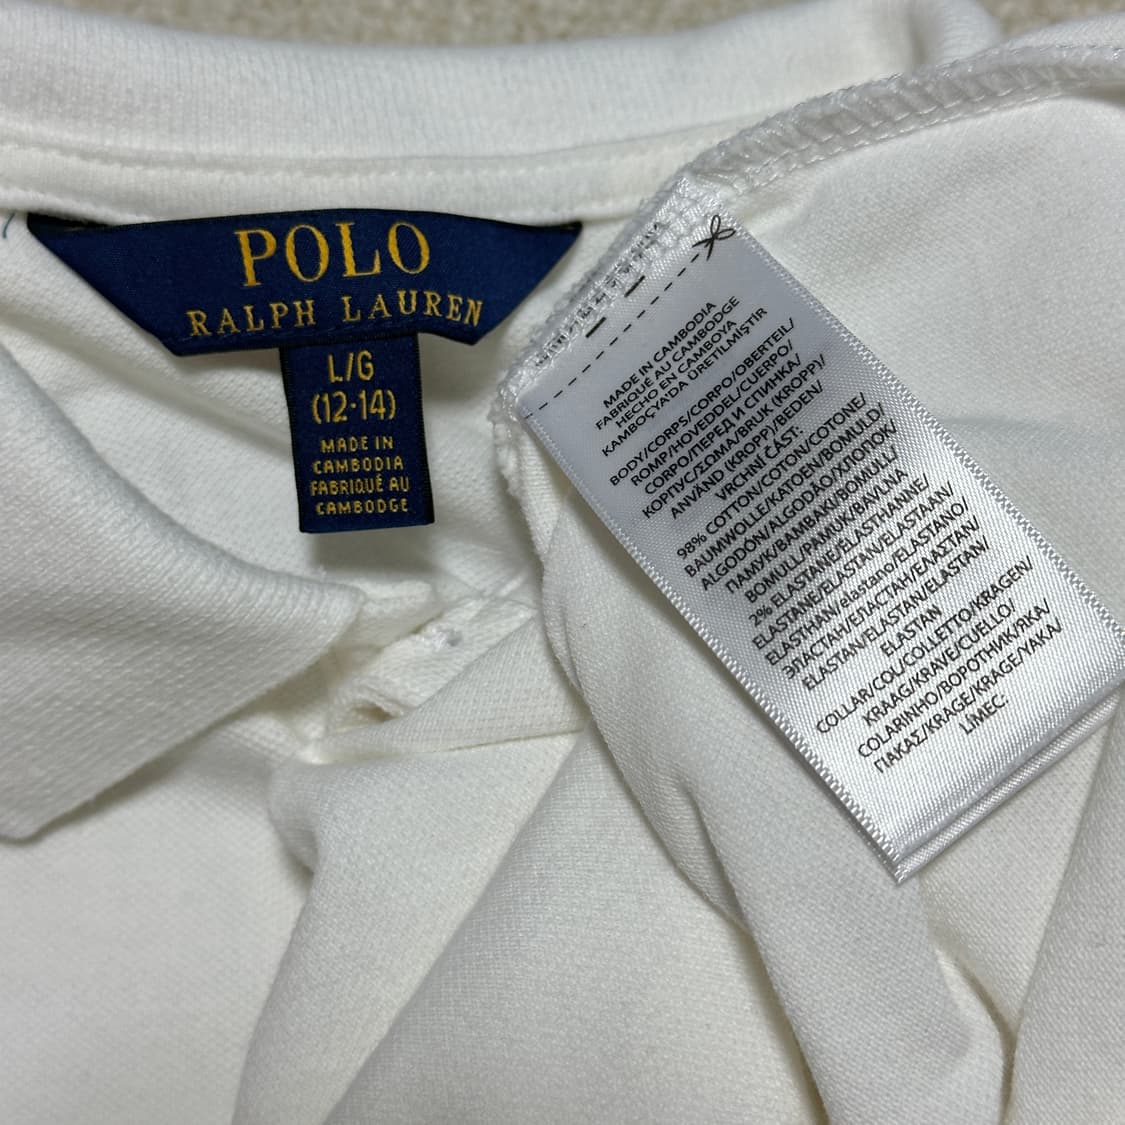 POLO
RALPH LAUREN
L/G
(12-14)
MADE IN
CAMBODIA
FABRIQUÉ AU
CAMBODGE
MADE IN CAMBODIA
FABRIQUÉ AU CAMBODGE
HECHO EN CAMBOYA
KAMBOÇYA'DA ÜRETILMIŞTIR
BODY/CORPS/CORPO/OBERTEIL/
ROMP/HOVEDDEL/CUERPO/
CORPO/ПЕРЕД И СПИНКА/
КОРПУС/ΣΩΜΑ/BRUK (KROPP)/
ANVÄND (KROPP)/BEDEN/
VRCHNÍ ČÁST:
98% COTTON/COTON/COTONE/
BAUMWOLLE/KATOEN/BOMULD/
ALGODÓN/ALGODÃO/ХЛОПОК/
ПАМУК/BAMBAKI/BOMULL/
BOMULL/PAMUK/BAVLNA
2% ELASTANE/ÉLASTHANNE/
ELASTANE/ELASTAN/ELASTAAN/
ELASTHAN/elastano/ELASTANO/
ЭЛАСТАН/ЕЛАСТАН/ΕΛΑΣΤΑΝ/
ELASTAN/ELASTAN/ELASTAN/
ELASTAN
COLLAR/COL/COLLETTO/KRAGEN/
KRAAG/KRAVE/CUELLO/
COLARINHO/ВОРОТНИК/ЯКА/
ΓΙΑΚΑΣ/KRAGE/KRAGE/YAKA/
LÍMEC